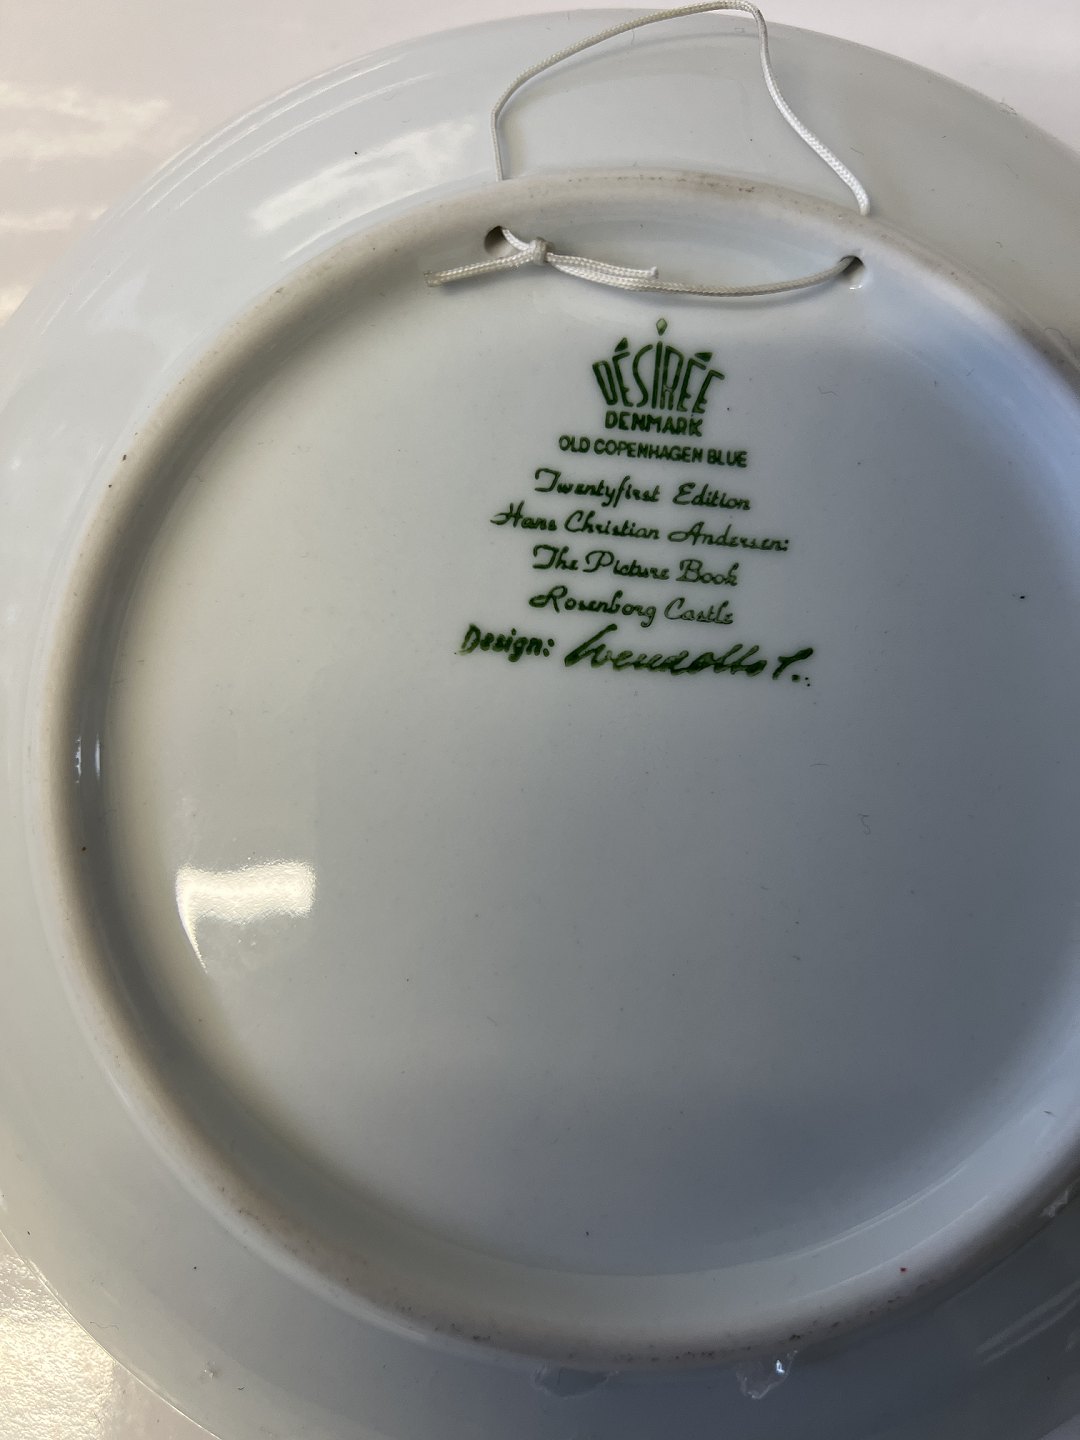 DÉSIRÉE
DENMARK
OLD COPENHAGEN BLUE
Twentyfirst Edition
Hans Christian Andersen:
The Picture Book
Rosenborg Castle
Design: